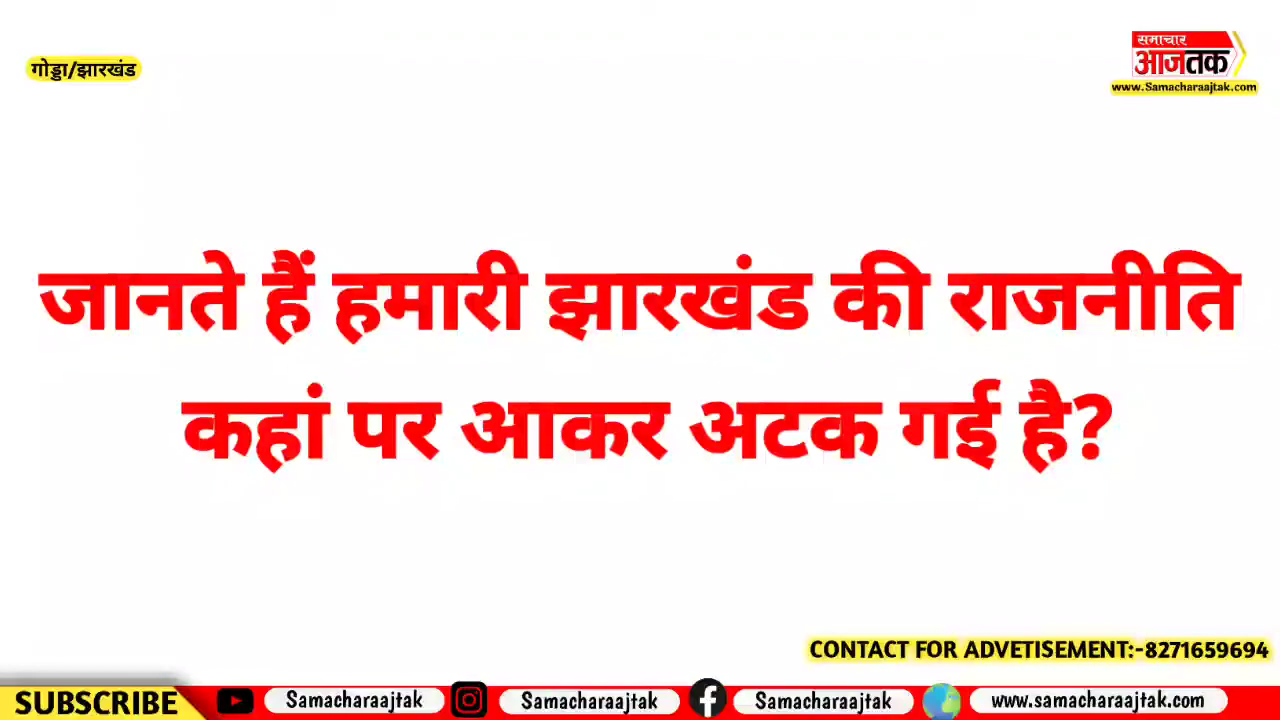 गोड्डा/झारखंड
समाचार
आजतक
www.Samacharaajtak.com
जानते हैं हमारी झारखंड की राजनीति
कहां पर आकर अटक गई है?
CONTACT FOR ADVETISEMENT:-8271659694
SUBSCRIBE Samacharaajtak Samacharaajtak Samacharaajtak www.samacharaajtak.com